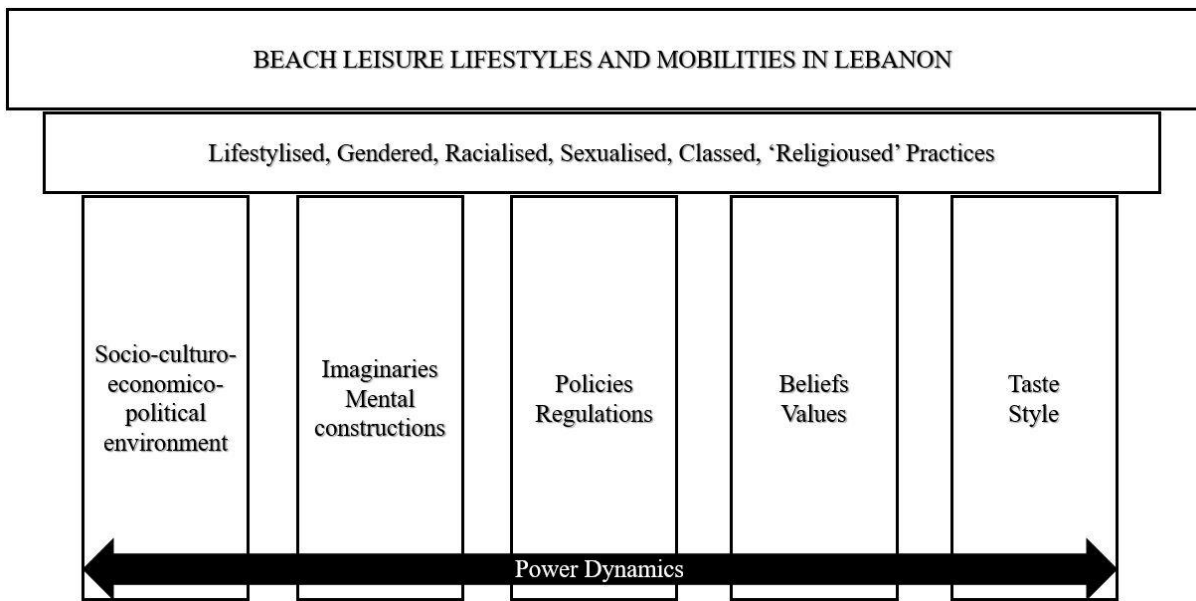 BEACH LEISURE LIFESTYLES AND MOBILITIES IN LEBANON
Lifestylised, Gendered, Racialised, Sexualised, Classed, ‘Religioused’ Practices
Socio-culturo-
economico-
political
environment
Imaginaries
Mental
constructions
Policies
Regulations
Beliefs
Values
Taste
Style
Power Dynamics